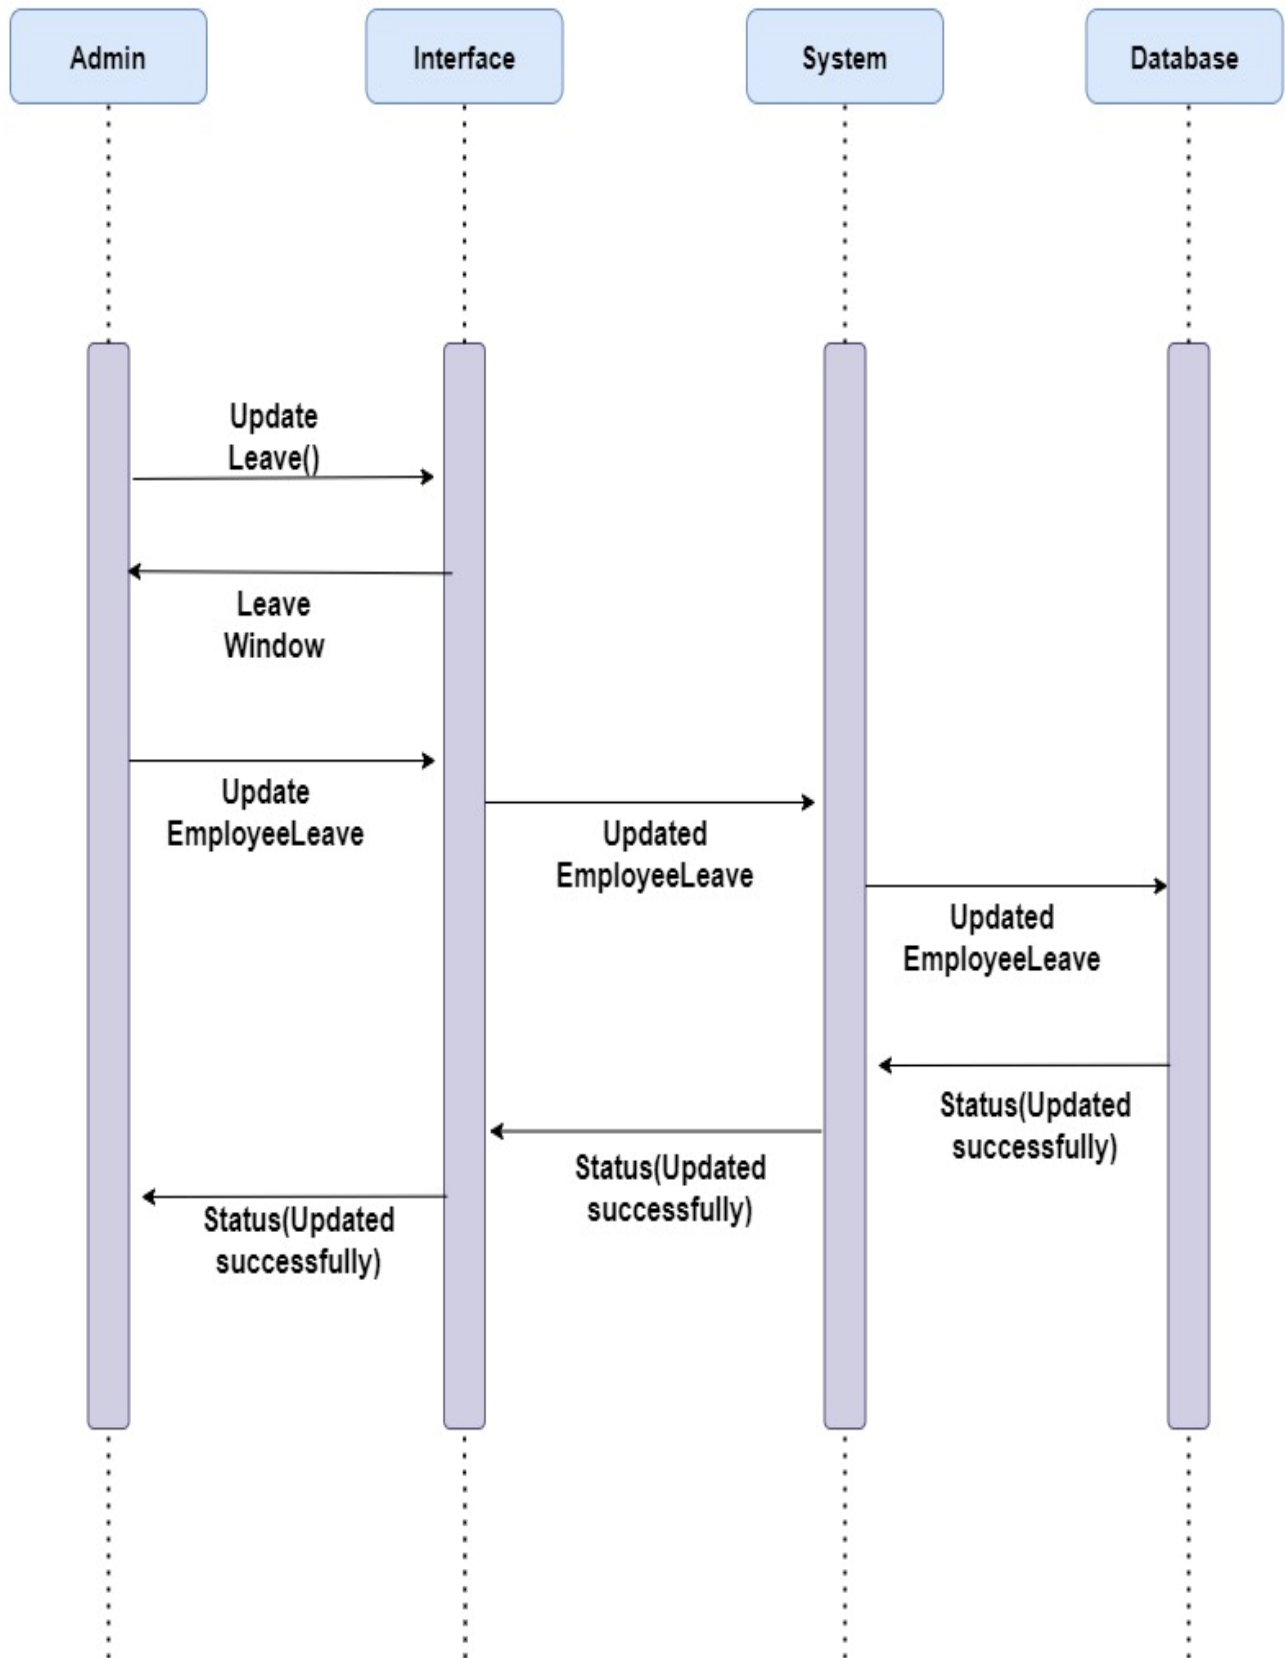 Admin
Interface
System
Database
Update
Leave()
Leave
Window
Update
EmployeeLeave
Updated
EmployeeLeave
Updated
EmployeeLeave
Status(Updated
successfully)
Status(Updated
successfully)
Status(Updated
successfully)